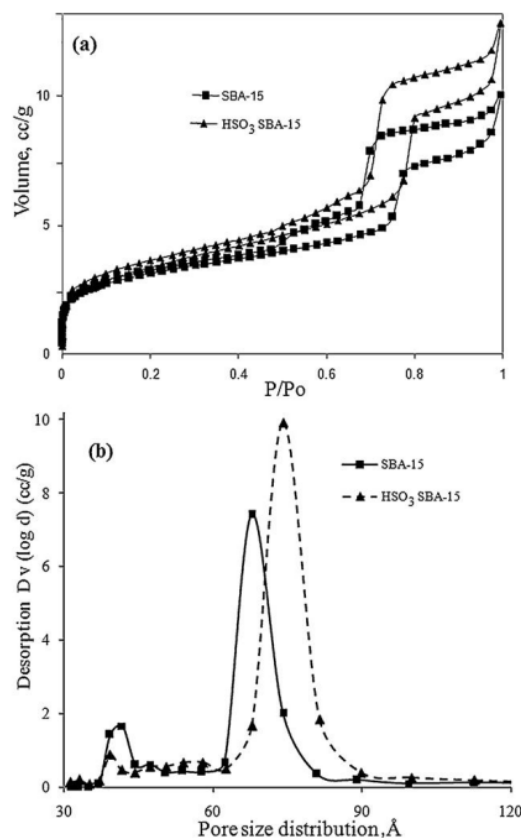 (a)
SBA-15
HSO₃ SBA-15
Volume, cc/g
10
5
0
0 0.2 0.4 0.6 0.8 1
P/Po
(b)
SBA-15
HSO₃ SBA-15
Desorption D v (log d) (cc/g)
10
8
6
4
2
0
30 60 90 120
Pore size distribution,Å